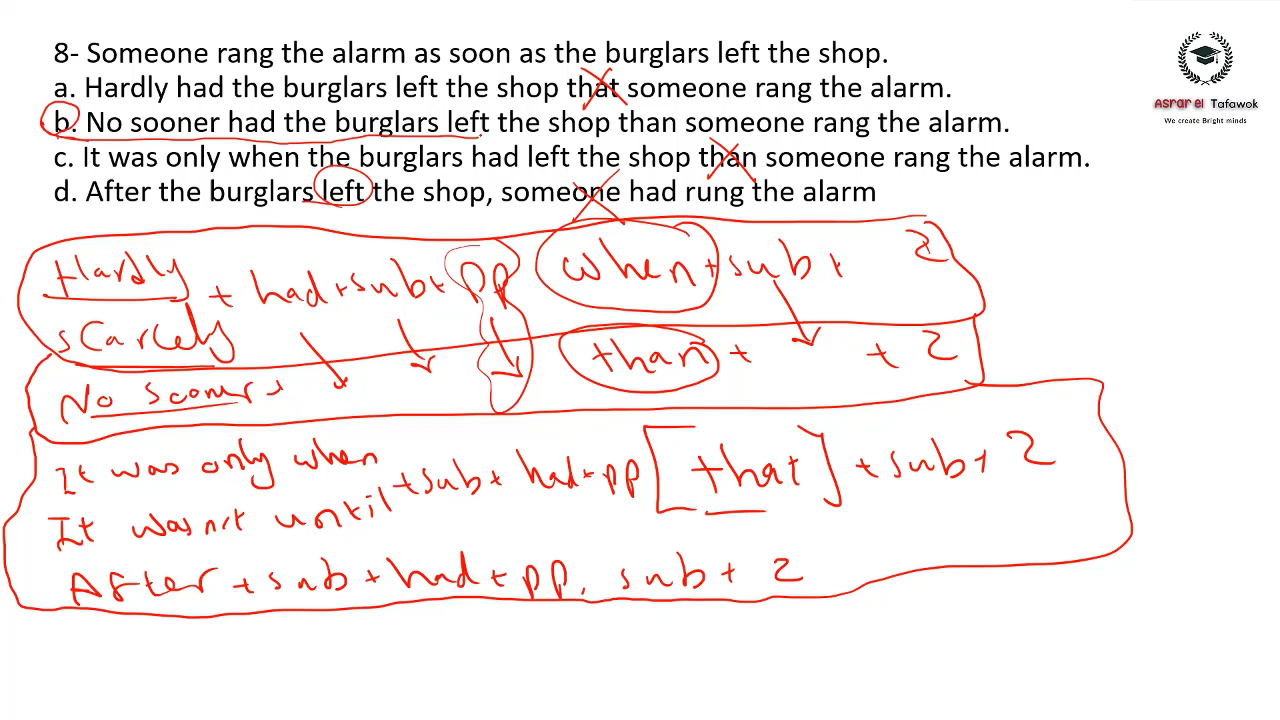 8- Someone rang the alarm as soon as the burglars left the shop.
a. Hardly had the burglars left the shop that someone rang the alarm.
b. No sooner had the burglars left the shop than someone rang the alarm.
c. It was only when the burglars had left the shop than someone rang the alarm.
d. After the burglars left the shop, someone had rung the alarm
Asrar el Tafawok
We create Bright minds
Hardly + had + sub + pp when + sub + 2
Scarcely
No Sooner + than + + 2
It was only when + sub + had + pp [that] + sub + 2
It was not until
After + sub + had + pp, sub + 2